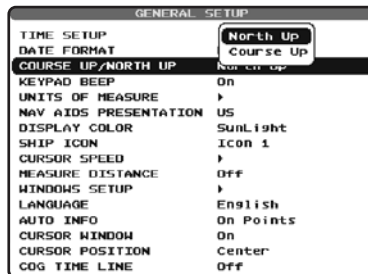 GENERAL SETUP
TIME SETUP
North Up
DATE FORMAT
Course Up
COURSE UP/NORTH UP North Up
KEYPAD BEEP On
UNITS OF MEASURE
NAV AIDS PRESENTATION US
DISPLAY COLOR SunLight
SHIP ICON Icon 1
CURSOR SPEED
MEASURE DISTANCE Off
WINDOWS SETUP
LANGUAGE English
AUTO INFO On Points
CURSOR WINDOW On
CURSOR POSITION Center
COG TIME LINE Off